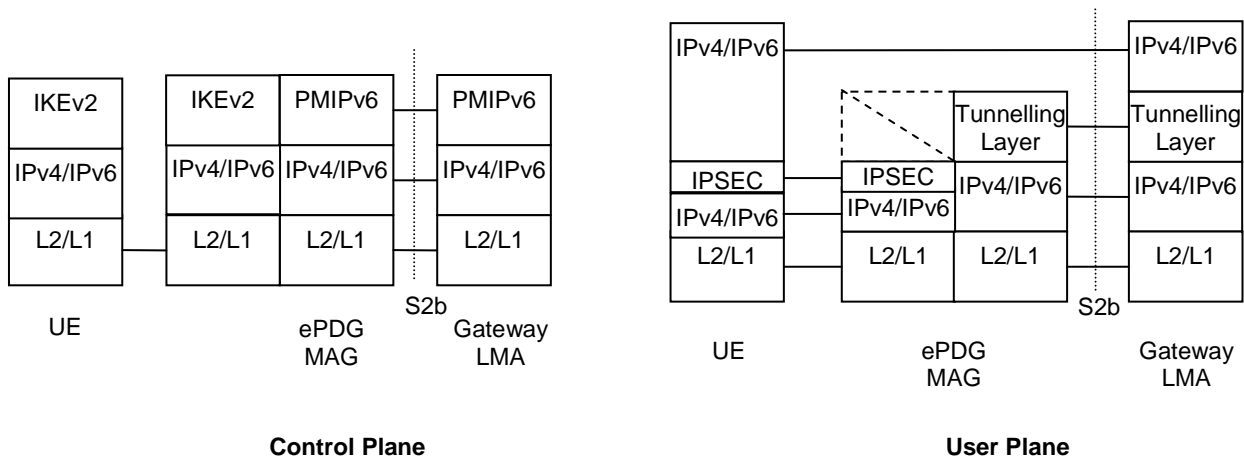 IKEv2
IKEv2
PMIPv6
PMIPv6
IPv4/IPv6
IPv4/IPv6
IPv4/IPv6
IPv4/IPv6
L2/L1
L2/L1
L2/L1
L2/L1
S2b
UE
ePDG
MAG
Gateway
LMA
Control Plane
IPv4/IPv6
IPv4/IPv6
Tunnelling
Layer
Tunnelling
Layer
IPSEC
IPSEC
IPv4/IPv6
IPv4/IPv6
IPv4/IPv6
IPv4/IPv6
L2/L1
L2/L1
L2/L1
L2/L1
S2b
UE
ePDG
MAG
Gateway
LMA
User Plane